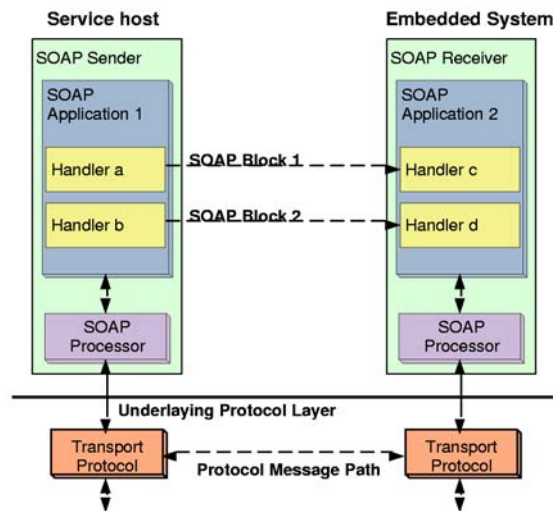 Service host
Embedded System
SOAP Sender
SOAP Receiver
SOAP
Application 1
SOAP
Application 2
Handler a
SOAP Block 1
Handler c
Handler b
SOAP Block 2
Handler d
SOAP
Processor
SOAP
Processor
Underlaying Protocol Layer
Transport
Protocol
Protocol Message Path
Transport
Protocol